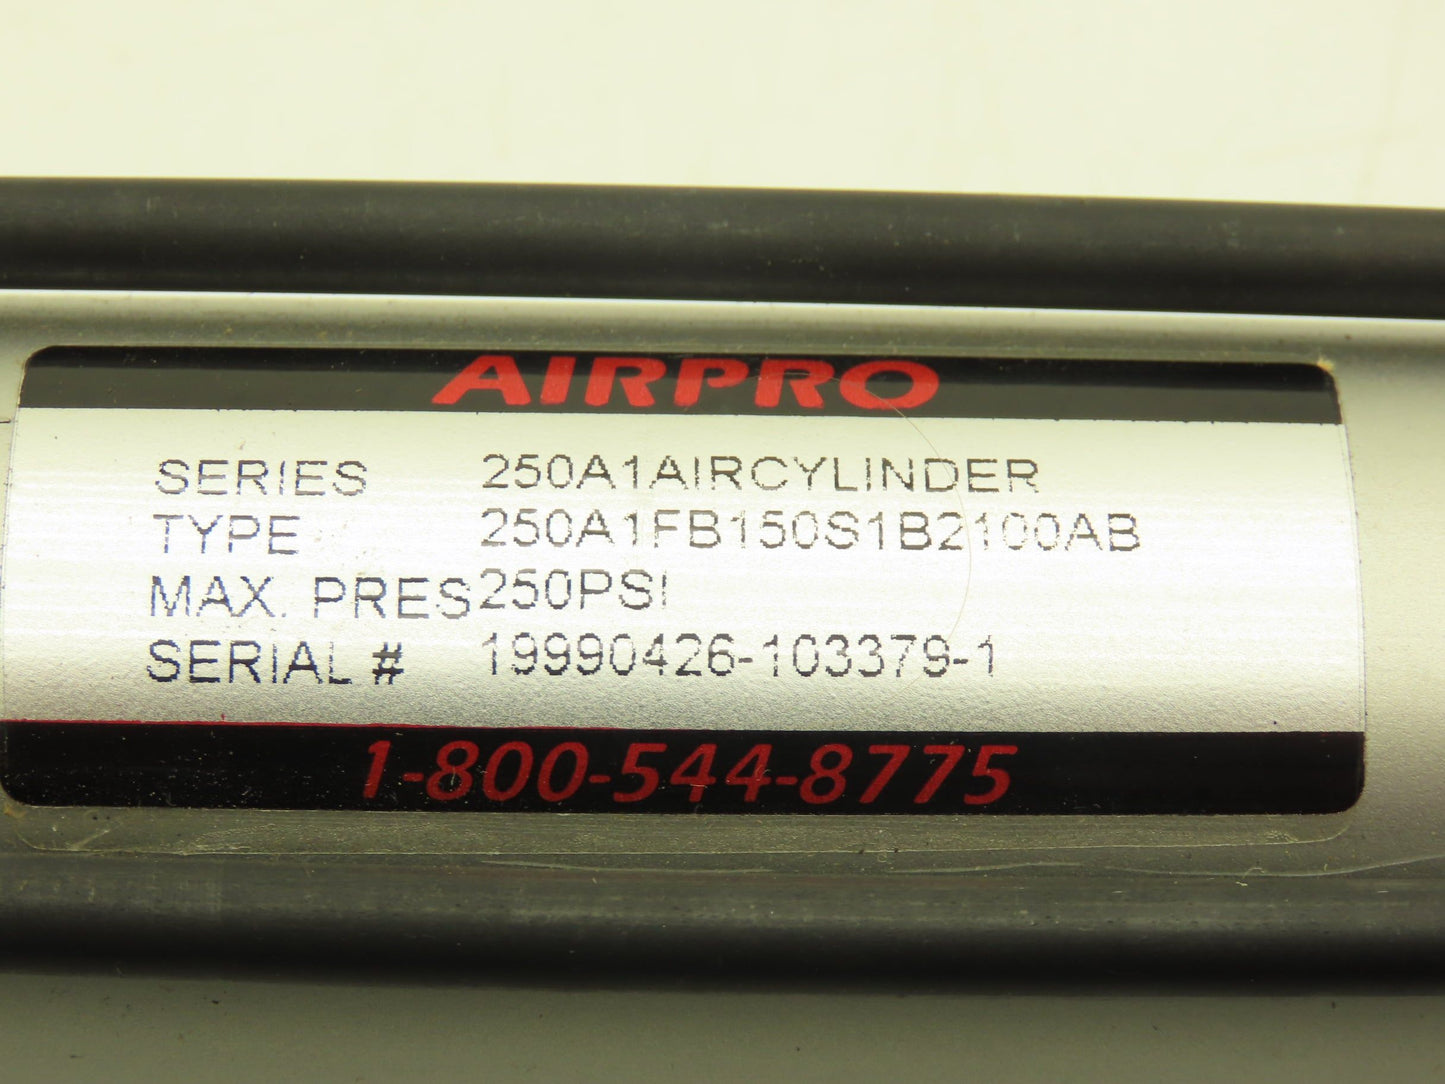 AIRPRO
SERIES 250A1AIRCYLINDER
TYPE 250A1FB150S1B2100AB
MAX. PRES 250PSI
SERIAL # 19990426-103379-1
1-800-544-8775